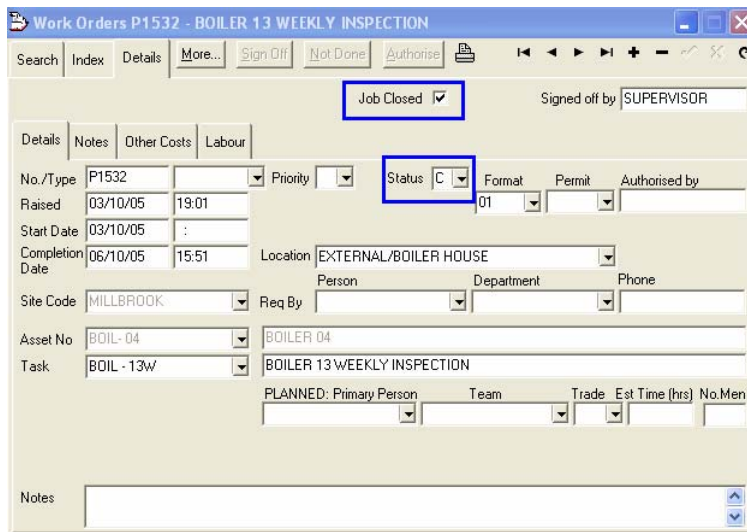 Work Orders P1532 - BOILER 13 WEEKLY INSPECTION
Search Index Details More... Sign Off Not Done Authorise
Job Closed Signed off by SUPERVISOR
Details Notes Other Costs Labour
No./Type P1532 Priority Status C Format Permit Authorised by
01
Raised 03/10/05 19:01
Start Date 03/10/05 :
Completion Date 06/10/05 15:51 Location EXTERNAL/BOILER HOUSE
Person Department Phone
Site Code MILLBROOK Req By
Asset No BOIL- 04 BOILER 04
Task BOIL - 13W BOILER 13 WEEKLY INSPECTION
PLANNED: Primary Person Team Trade Est Time (hrs) No.Men
Notes